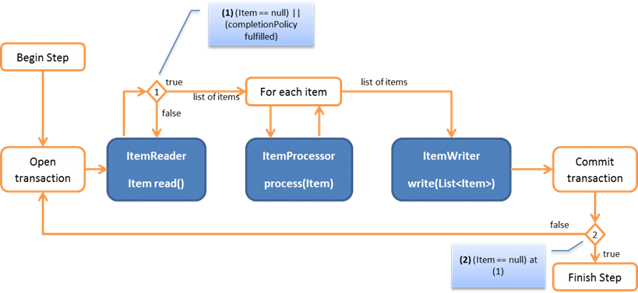 (1) (Item == null) ||
(completionPolicy
fulfilled)
Begin Step
1
true
list of items
false
For each item
list of items
Open
transaction
ItemReader
Item read()
ItemProcessor
process(Item)
ItemWriter
write(List<Item>)
Commit
transaction
false
2
true
(2) (Item == null) at
(1)
Finish Step